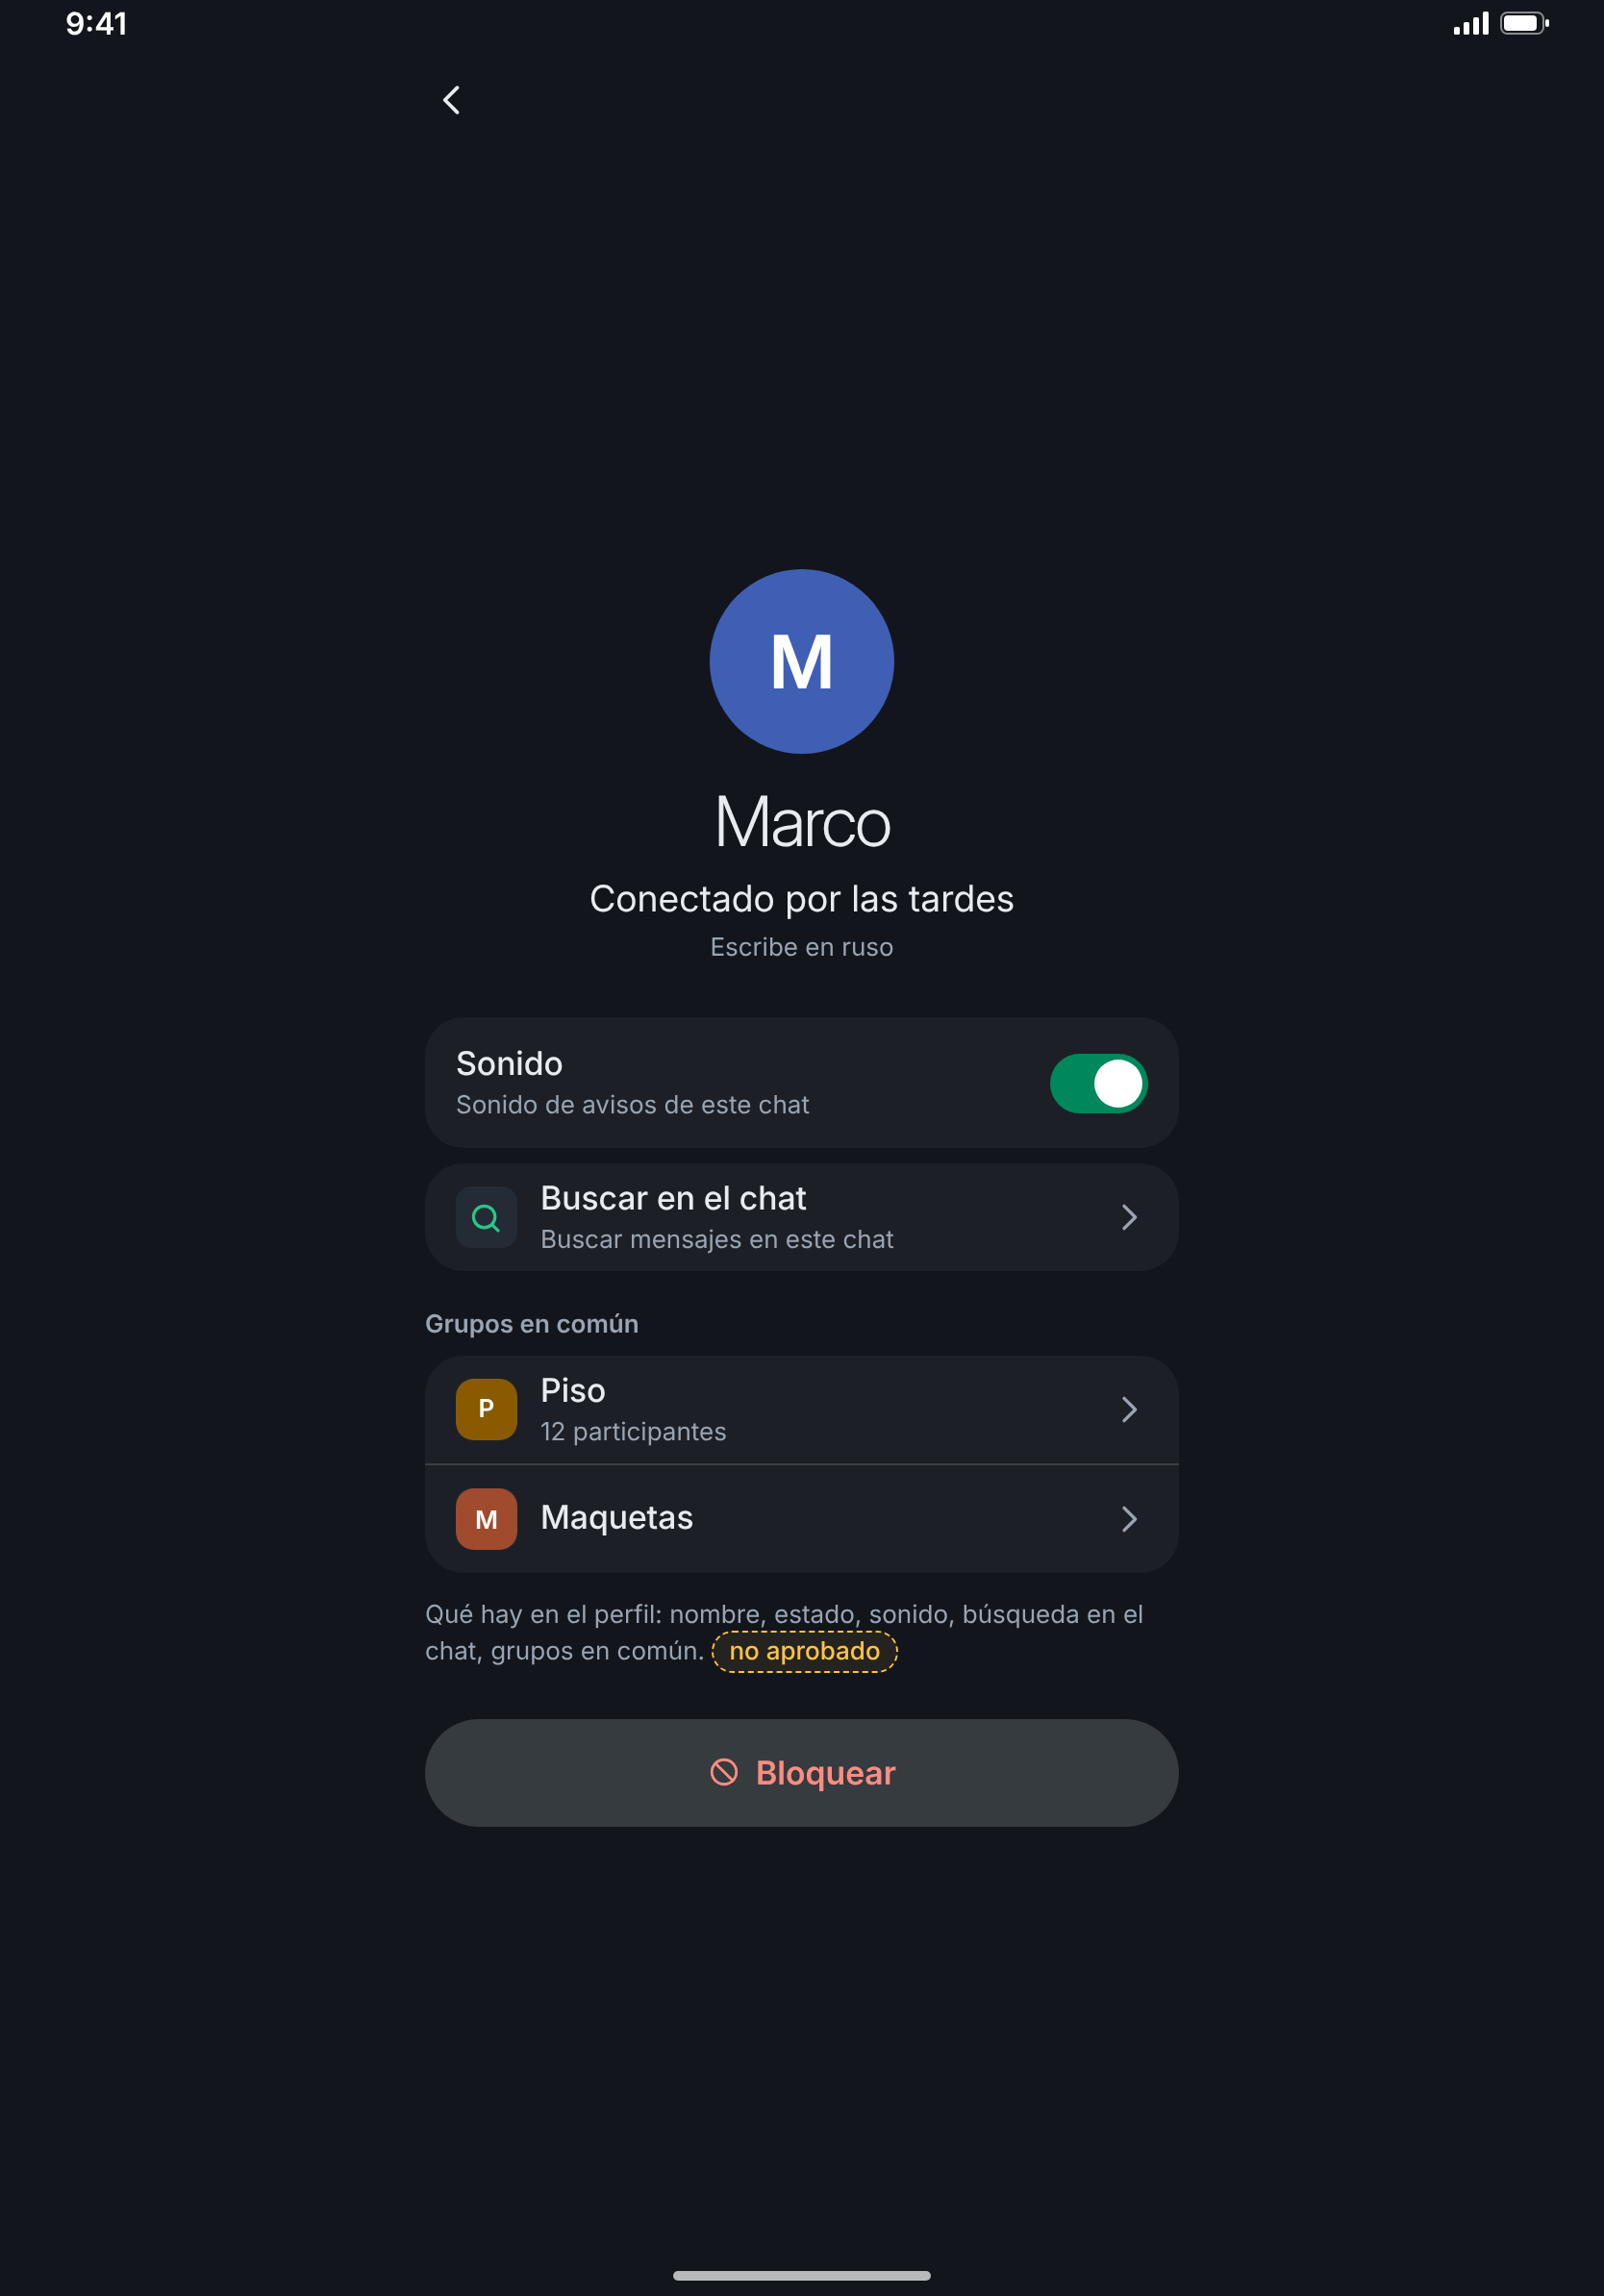 9:41
M
Marco
Conectado por las tardes
Escribe en ruso
Sonido
Sonido de avisos de este chat
Buscar en el chat
Buscar mensajes en este chat
Grupos en común
P
Piso
12 participantes
M
Maquetas
Qué hay en el perfil: nombre, estado, sonido, búsqueda en el
chat, grupos en común. no aprobado
Bloquear